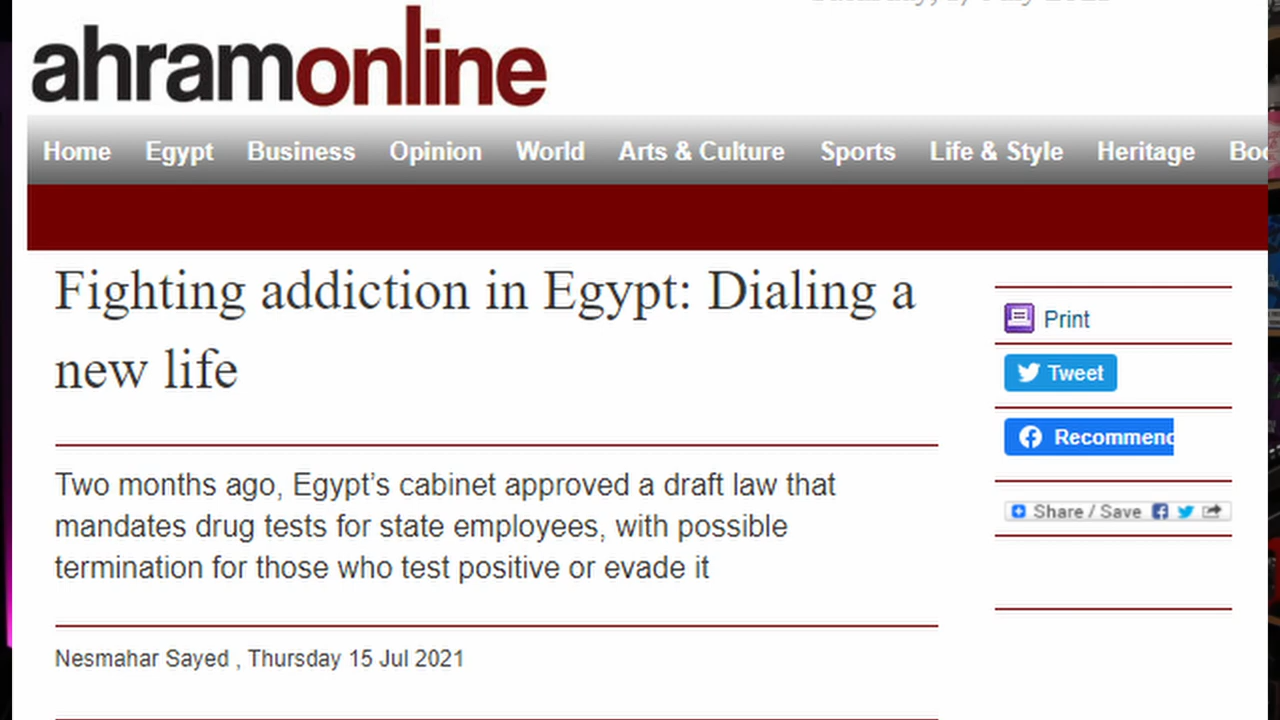 ahramonline
Home Egypt Business Opinion World Arts & Culture Sports Life & Style Heritage
Fighting addiction in Egypt: Dialing a
new life
Two months ago, Egypt’s cabinet approved a draft law that
mandates drug tests for state employees, with possible
termination for those who test positive or evade it
Nesmahar Sayed , Thursday 15 Jul 2021
Print
Tweet
Recommend
Share / Save